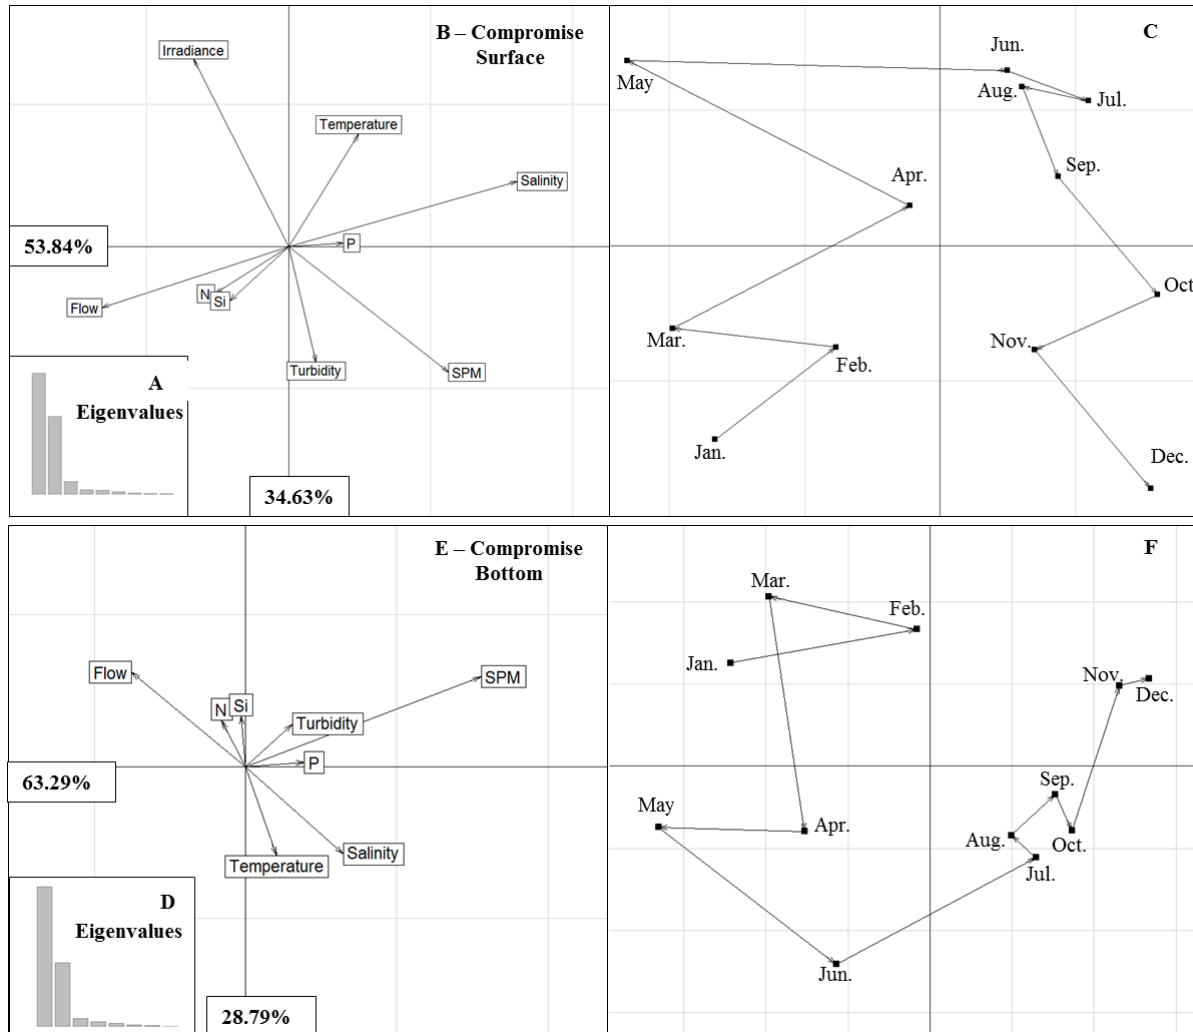 B – Compromise
Surface
Irradiance
Temperature
Salinity
P
53.84%
N
Si
Flow
Turbidity
SPM
A
Eigenvalues
34.63%
C
Jun.
May
Aug.
Jul.
Sep.
Apr.
Oct
Mar.
Nov.
Feb.
Jan.
Dec.
E – Compromise
Bottom
Flow
SPM
N
Si
Turbidity
P
63.29%
Salinity
Temperature
D
Eigenvalues
28.79%
F
Mar.
Feb.
Jan.
Nov.
Dec.
Sep.
May
Apr.
Aug.
Oct.
Jul.
Jun.